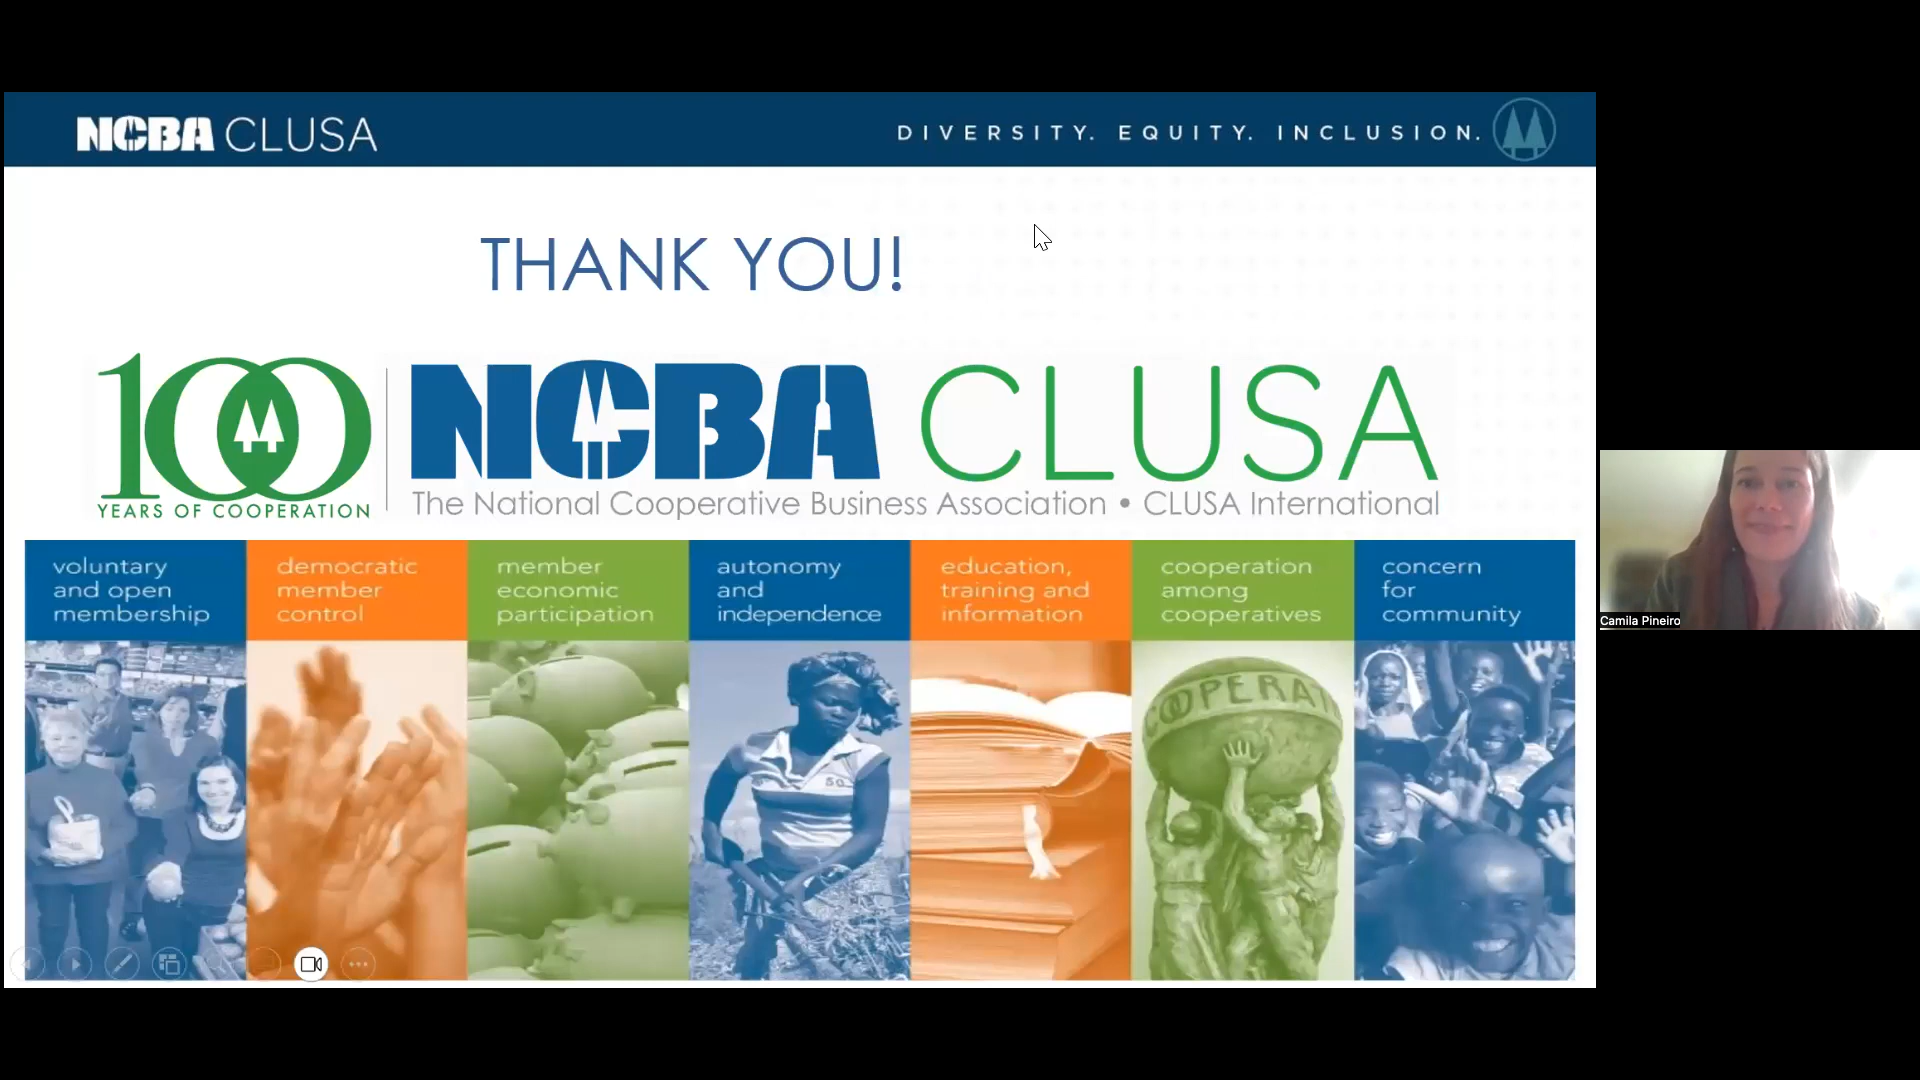 NCBA CLUSA
DIVERSITY. EQUITY. INCLUSION.
THANK YOU!
100
YEARS OF COOPERATION
NCBA CLUSA
The National Cooperative Business Association • CLUSA International
voluntary
and open
membership
democratic
member
control
member
economic
participation
autonomy
and
independence
education,
training and
information
cooperation
among
cooperatives
concern
for
community
COOPERAT
50
Camila Pineiro